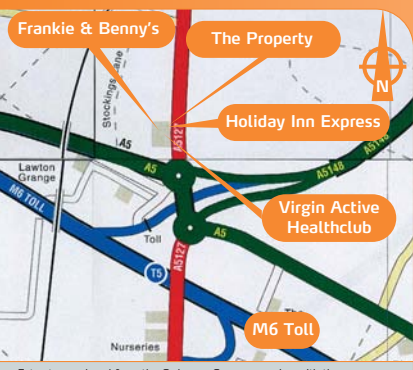 Frankie & Benny's
The Property
N
Stockings Lane
A5127
Holiday Inn Express
A5
A5148
A5148
Lawton
Grange
A5
M6 TOLL
Virgin Active
Healthclub
Toll
A5
A5127
T5
M6 Toll
The
Nurseries